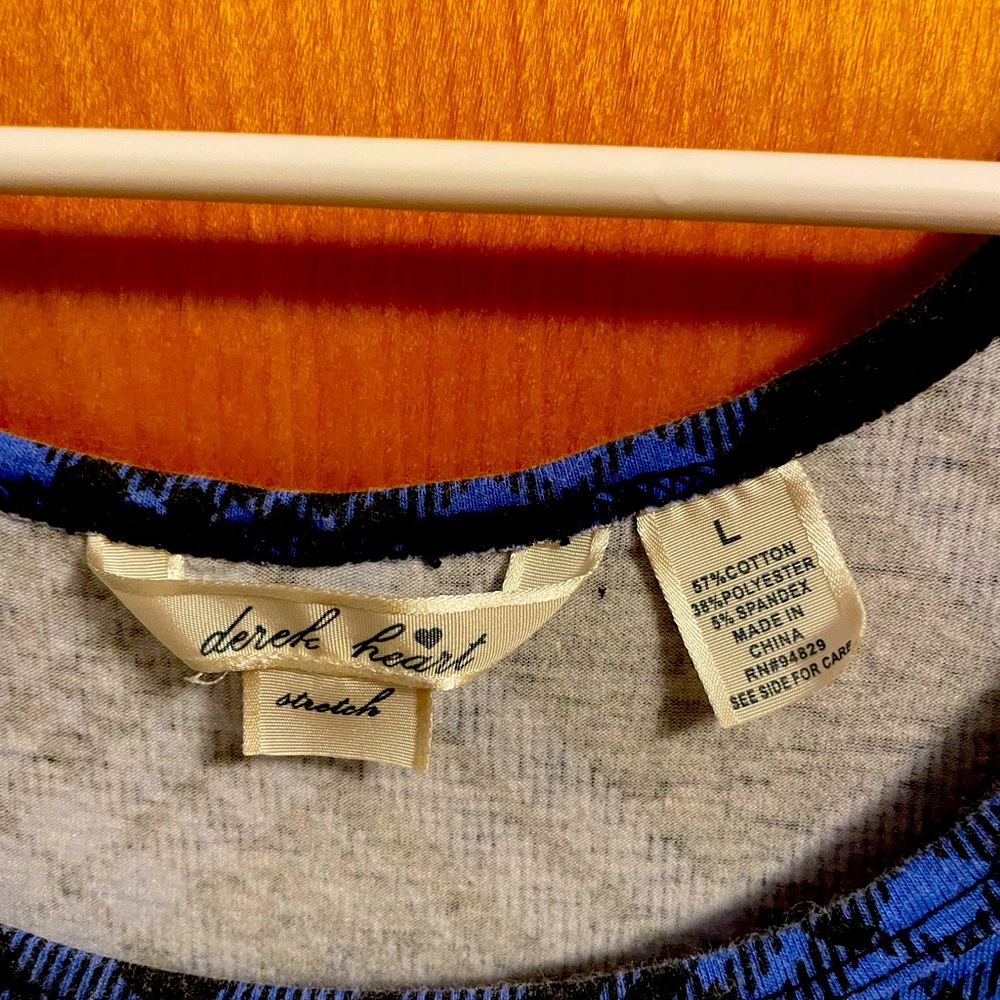 derek heart
stretch
L
57%COTTON
38%POLYESTER
5% SPANDEX
MADE IN
CHINA
RN#94829
SEE SIDE FOR CARE